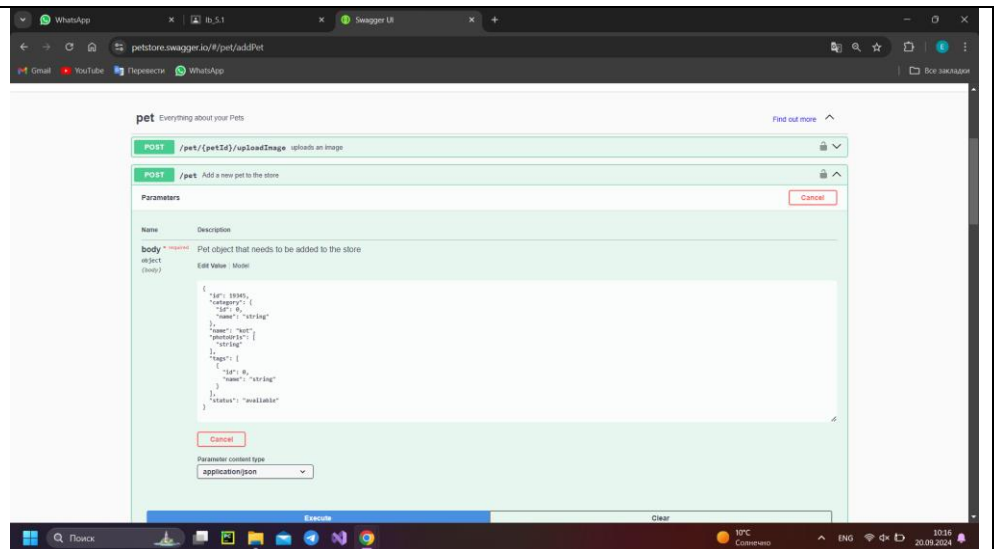 WhatsApp
lb_5.1
Swagger UI
petstore.swagger.io/#/pet/addPet
Gmail YouTube Перевести WhatsApp Все закладки
pet Everything about your Pets Find out more
POST /pet/{petId}/uploadImage uploads an image
POST /pet Add a new pet to the store
Parameters Cancel
Name Description
body * required Pet object that needs to be added to the store
object
(body)
Edit Value | Model
{
"id": 19345,
"category": {
"id": 0,
"name": "string"
},
"name": "kot",
"photoUrls": [
"string"
],
"tags": [
{
"id": 0,
"name": "string"
}
],
"status": "available"
}
Cancel
Parameter content type
application/json
Execute Clear
Поиск 10°C ENG 10:16
Солнечно 20.09.2024